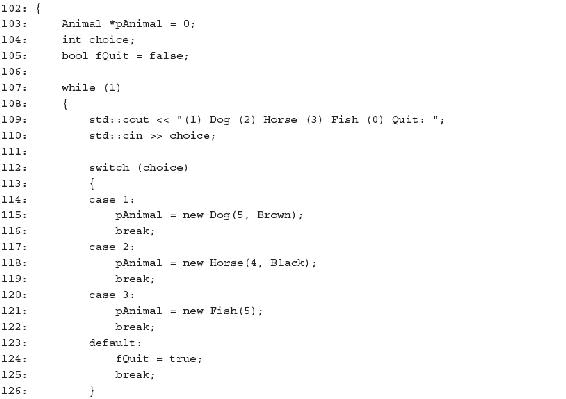 102: {
103:     Animal *pAnimal = 0;
104:     int choice;
105:     bool fQuit = false;
106:
107:     while (1)
108:     {
109:         std::cout << "(1) Dog (2) Horse (3) Fish (0) Quit: ";
110:         std::cin >> choice;
111:
112:         switch (choice)
113:         {
114:         case 1:
115:             pAnimal = new Dog(5, Brown);
116:             break;
117:         case 2:
118:             pAnimal = new Horse(4, Black);
119:             break;
120:         case 3:
121:             pAnimal = new Fish(5);
122:             break;
123:         default:
124:             fQuit = true;
125:             break;
126:         }